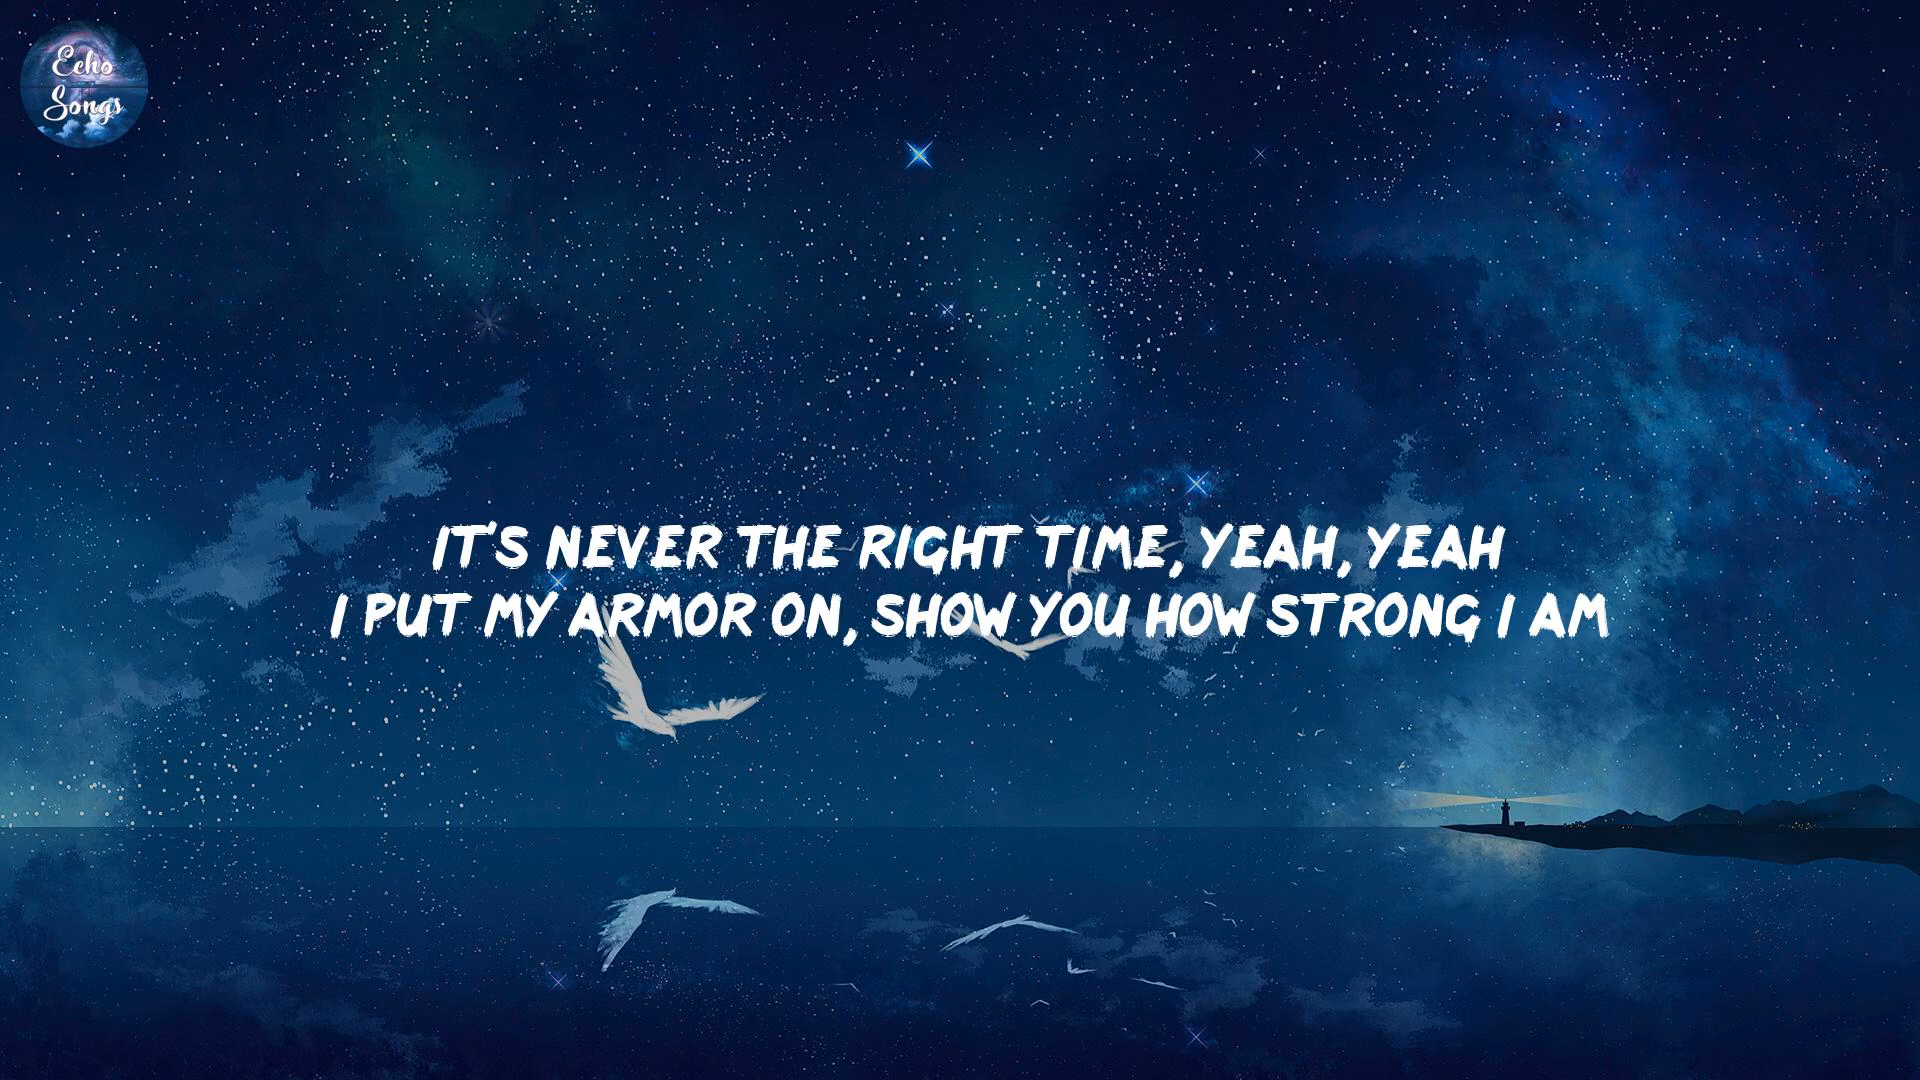 Echo
Songs
IT'S NEVER THE RIGHT TIME, YEAH, YEAH
I PUT MY ARMOR ON, SHOW YOU HOW STRONG I AM